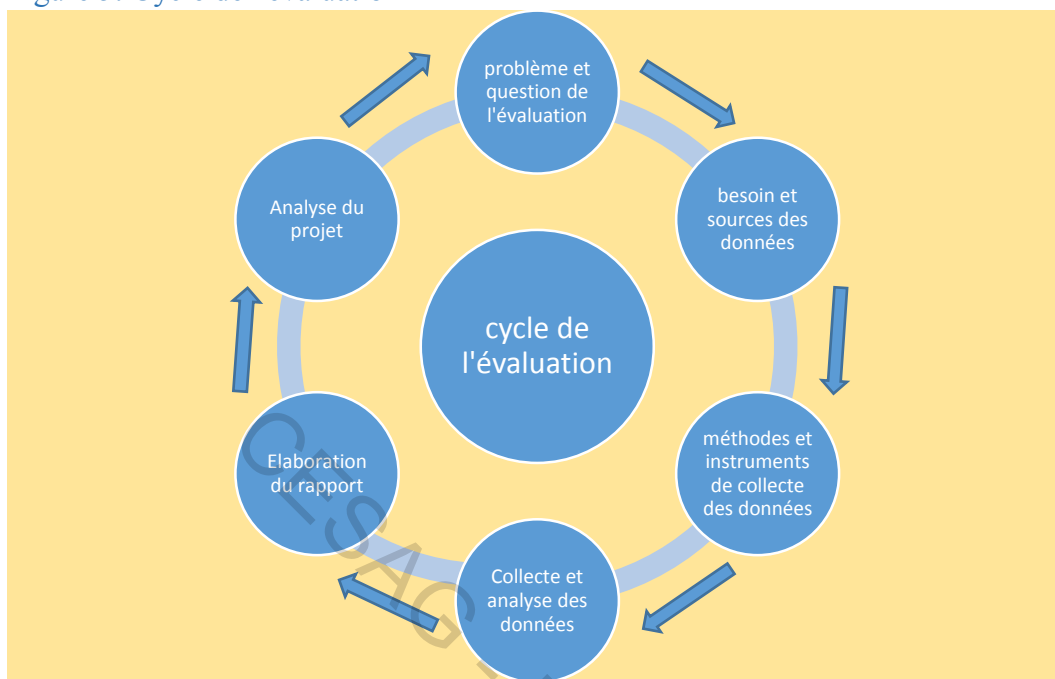 problème et
question de
l'évaluation
besoin et
sources des
données
méthodes et
instruments
de collecte
des données
Collecte et
analyse des
données
Elaboration
du rapport
Analyse du
projet
cycle de
l'évaluation
CESAG